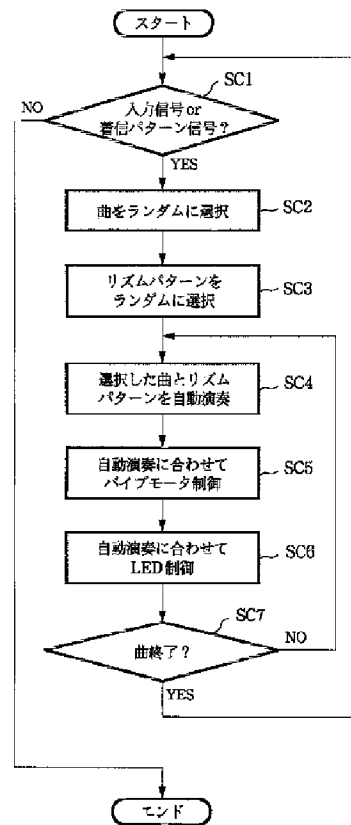 スタート
SC1
NO
入力信号or
着信パターン信号？
YES
曲をランダムに選択
SC2
リズムパターンを
ランダムに選択
SC3
選択した曲とリズム
パターンを自動演奏
SC4
自動演奏に合わせて
バイブモータ制御
SC5
自動演奏に合わせて
LED制御
SC6
SC7
曲終了？
NO
YES
エンド